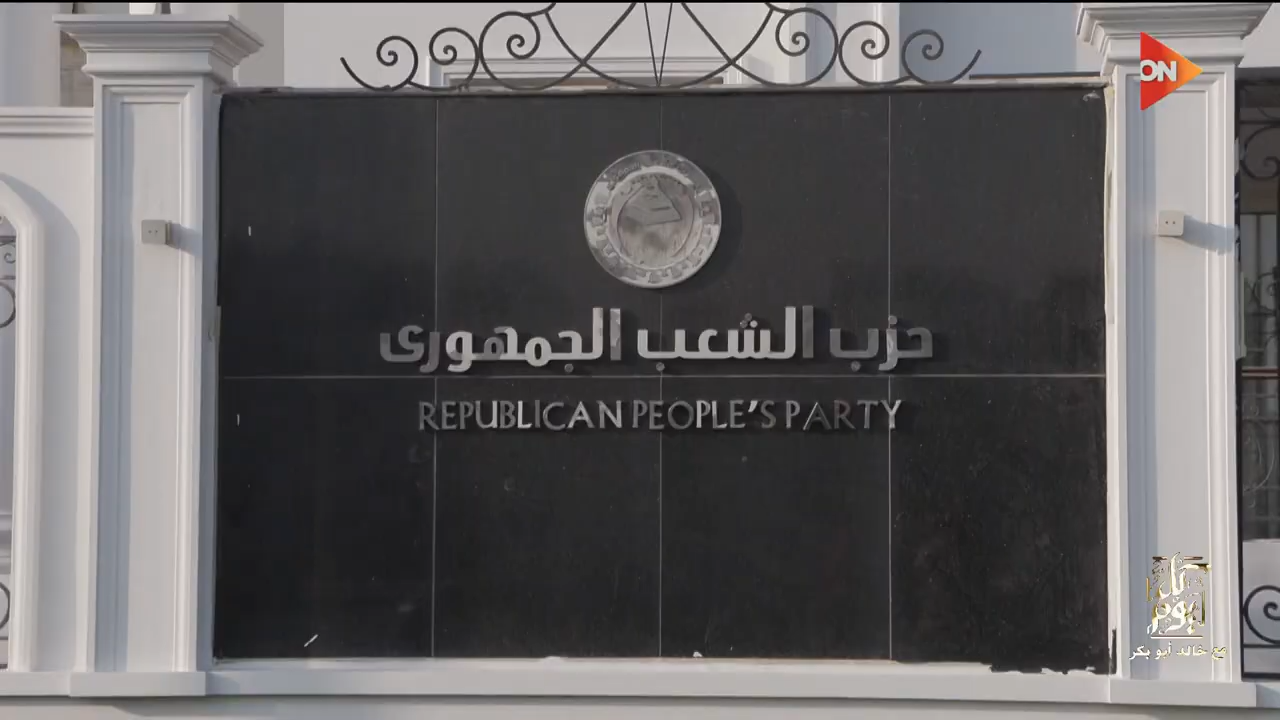 ON
حزب الشعب الجمهورى
REPUBLICAN PEOPLE'S PARTY
كل يوم
مع خالد أبو بكر